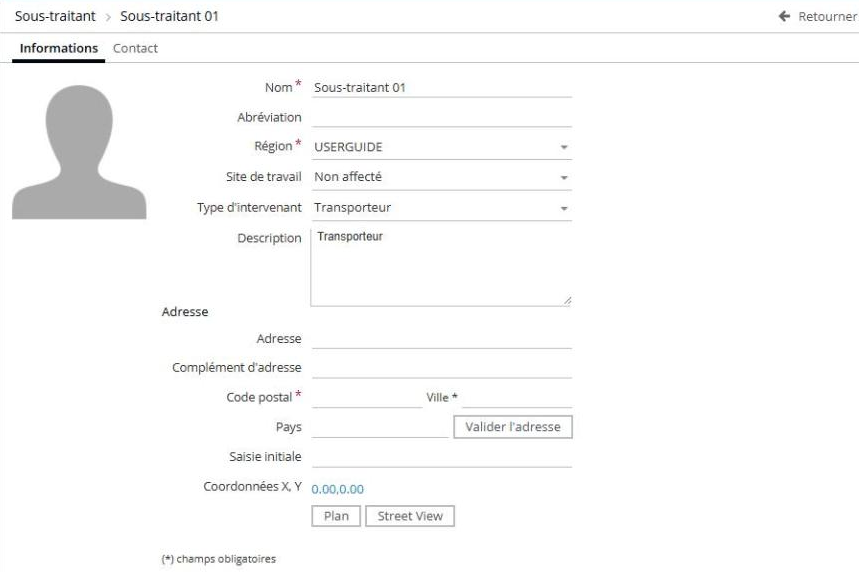 Sous-traitant > Sous-traitant 01 Retourner
Informations Contact
Nom * Sous-traitant 01
Abréviation
Région * USERGUIDE
Site de travail Non affecté
Type d'intervenant Transporteur
Description Transporteur
Adresse
Adresse
Complément d'adresse
Code postal * Ville *
Pays Valider l'adresse
Saisie initiale
Coordonnées X, Y 0.00,0.00
Plan Street View
(*) champs obligatoires